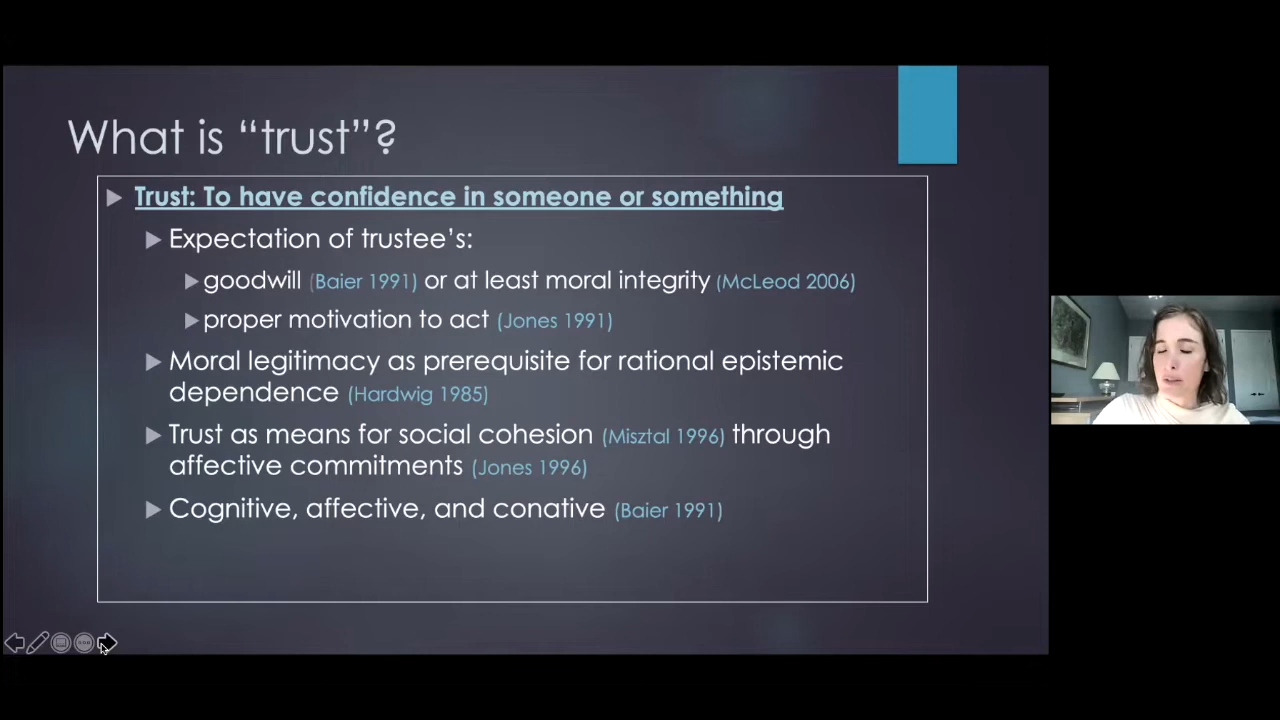 What is “trust”?
Trust: To have confidence in someone or something
Expectation of trustee’s:
goodwill (Baier 1991) or at least moral integrity (McLeod 2006)
proper motivation to act (Jones 1991)
Moral legitimacy as prerequisite for rational epistemic
dependence (Hardwig 1985)
Trust as means for social cohesion (Misztal 1996) through
affective commitments (Jones 1996)
Cognitive, affective, and conative (Baier 1991)